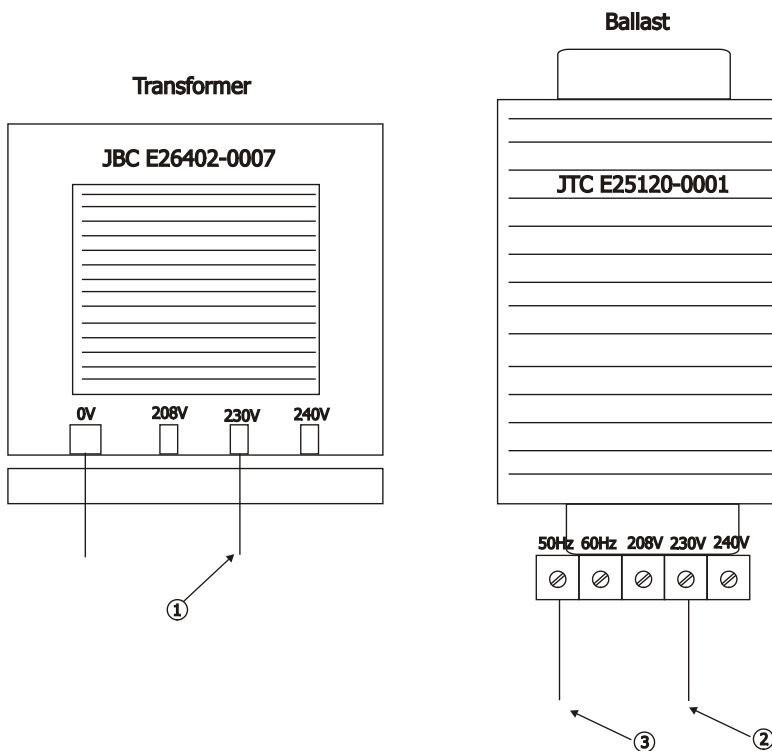 Ballast
Transformer
JBC E26402-0007
JTC E25120-0001
0V 208V 230V 240V
50Hz 60Hz 208V 230V 240V
1
3 2